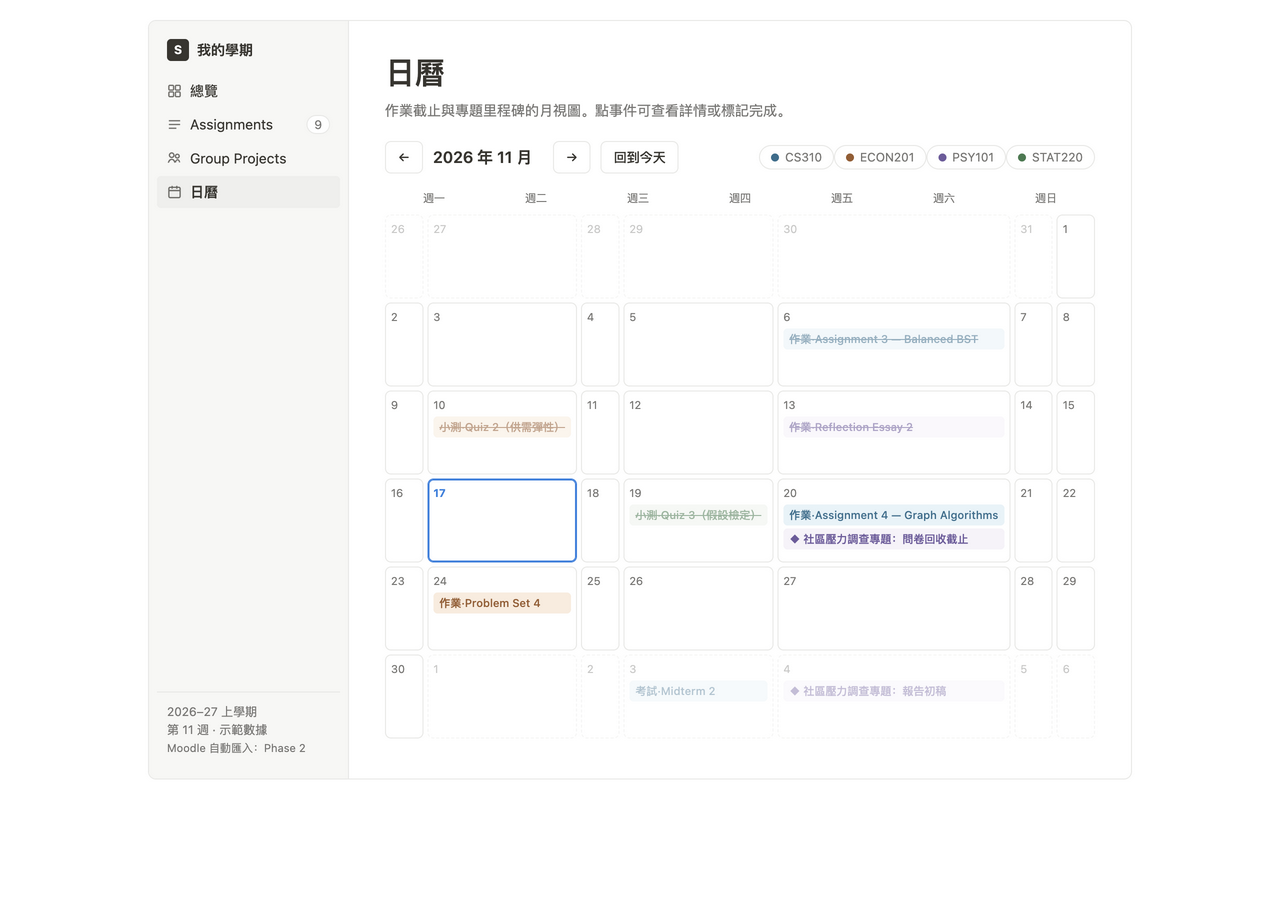 S 我的學期
總覽
Assignments 9
Group Projects
日曆
2026–27 上學期
第 11 週 · 示範數據
Moodle 自動匯入：Phase 2
日曆
作業截止與專題里程碑的月視圖。點事件可查看詳情或標記完成。
← 2026 年 11 月 → 回到今天 CS310 ECON201 PSY101 STAT220
週一 週二 週三 週四 週五 週六 週日
26 27 28 29 30 31 1
2 3 4 5 6 7 8
作業·Assignment 3 — Balanced BST
9 10 11 12 13 14 15
小測·Quiz 2（供需彈性） 作業·Reflection Essay 2
16 17 18 19 20 21 22
小測·Quiz 3（假設檢定） 作業·Assignment 4 — Graph Algorithms
◆ 社區壓力調查專題：問卷回收截止
23 24 25 26 27 28 29
作業·Problem Set 4
30 1 2 3 4 5 6
考試·Midterm 2 ◆ 社區壓力調查專題：報告初稿